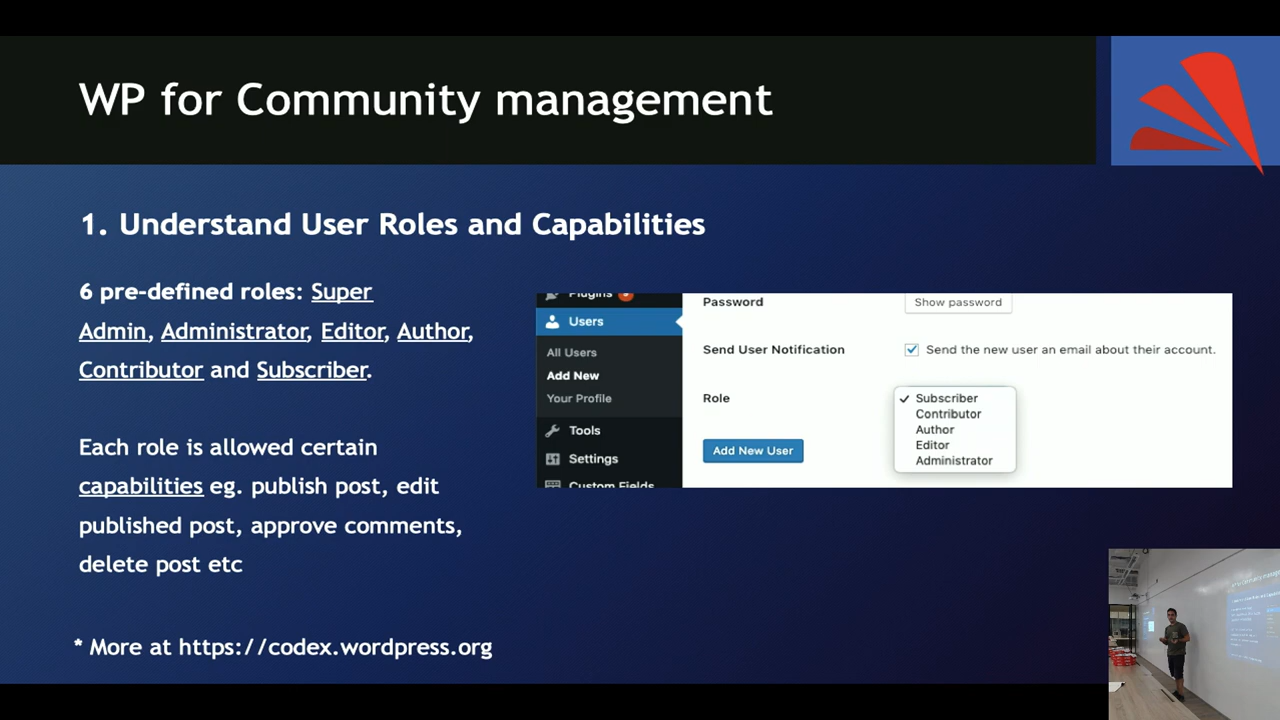 WP for Community management
1. Understand User Roles and Capabilities
6 pre-defined roles: Super
Admin, Administrator, Editor, Author,
Contributor and Subscriber.
Each role is allowed certain
capabilities eg. publish post, edit
published post, approve comments,
delete post etc
* More at https://codex.wordpress.org
Plugins
Users
All Users
Add New
Your Profile
Tools
Settings
Custom Fields
Password
Show password
Send User Notification
Send the new user an email about their account.
Role
Subscriber
Contributor
Author
Editor
Administrator
Add New User